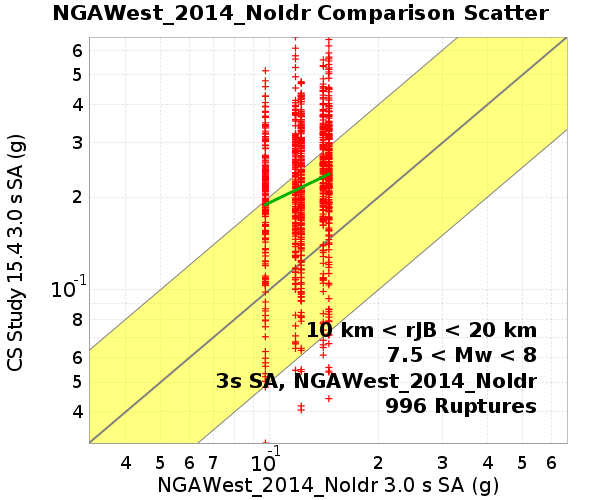 NGAWest_2014_NoIdr Comparison Scatter
CS Study 15.4 3.0 s SA (g)
6
5
4
3
2
10-1
8
6
5
4
10 km < rJB < 20 km
7.5 < Mw < 8
3s SA, NGAWest_2014_NoIdr
996 Ruptures
4 5 6 7 10-1 2 3 4 5 6
NGAWest_2014_NoIdr 3.0 s SA (g)